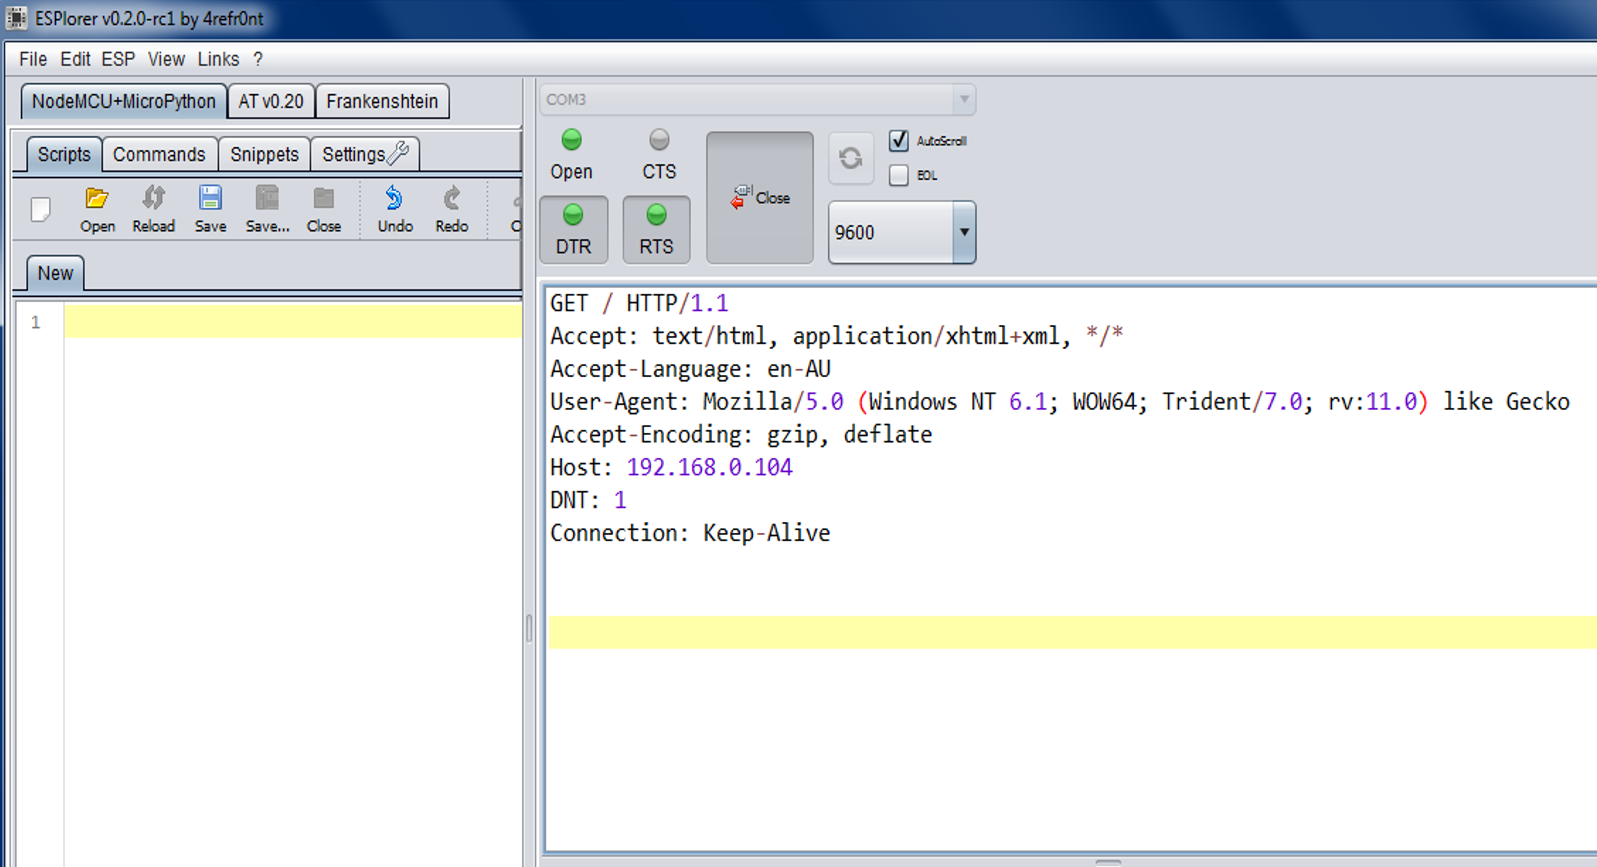 ESPlorer v0.2.0-rc1 by 4refr0nt
File Edit ESP View Links ?
NodeMCU+MicroPython AT v0.20 Frankenshtein
Scripts Commands Snippets Settings
Open Reload Save Save... Close Undo Redo
New
1
COM3
Open CTS Close AutoScroll
EOL
DTR RTS 9600
GET / HTTP/1.1
Accept: text/html, application/xhtml+xml, */*
Accept-Language: en-AU
User-Agent: Mozilla/5.0 (Windows NT 6.1; WOW64; Trident/7.0; rv:11.0) like Gecko
Accept-Encoding: gzip, deflate
Host: 192.168.0.104
DNT: 1
Connection: Keep-Alive